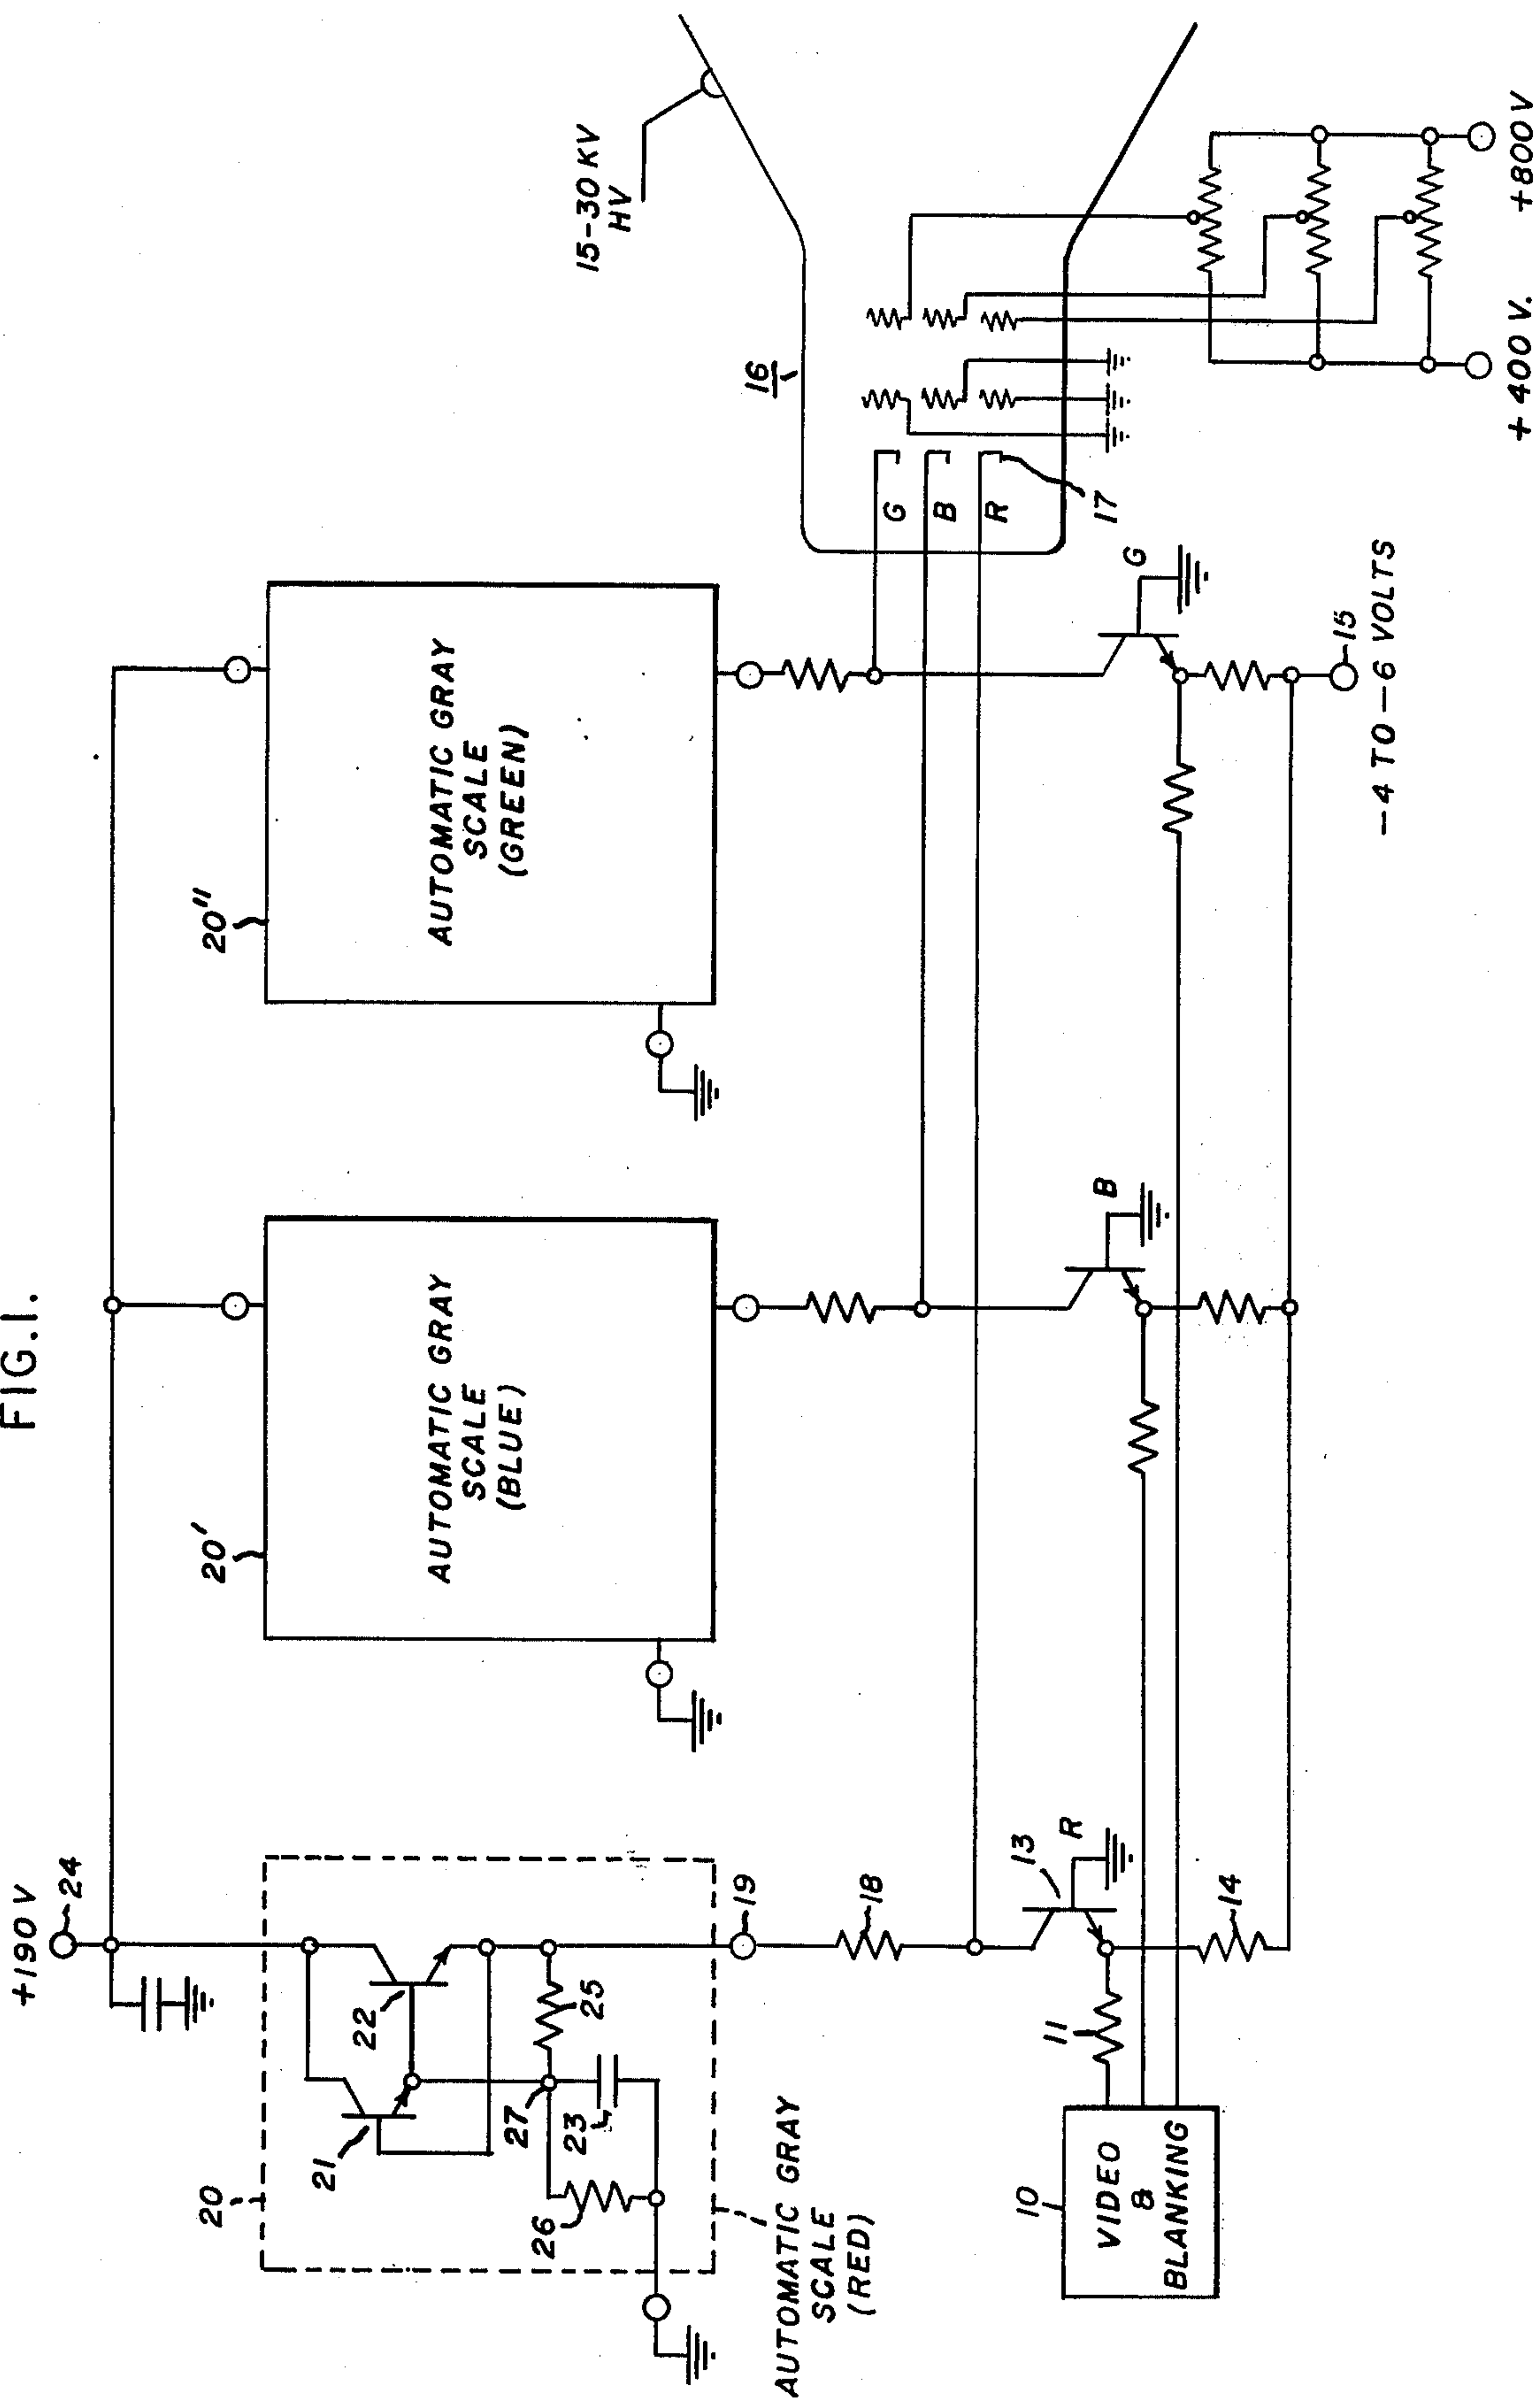 FIG.1.
+190 V
24
20
21
22
25
27
23
26
AUTOMATIC GRAY
SCALE
(RED)
19
18
20'
AUTOMATIC GRAY
SCALE
(BLUE)
20"
AUTOMATIC GRAY
SCALE
(GREEN)
10
VIDEO
&
BLANKING
11
13
R
14
B
G
15
-4 TO -6 VOLTS
G
B
R
17
16
15-30 KV
HV
+400 V.
+800V